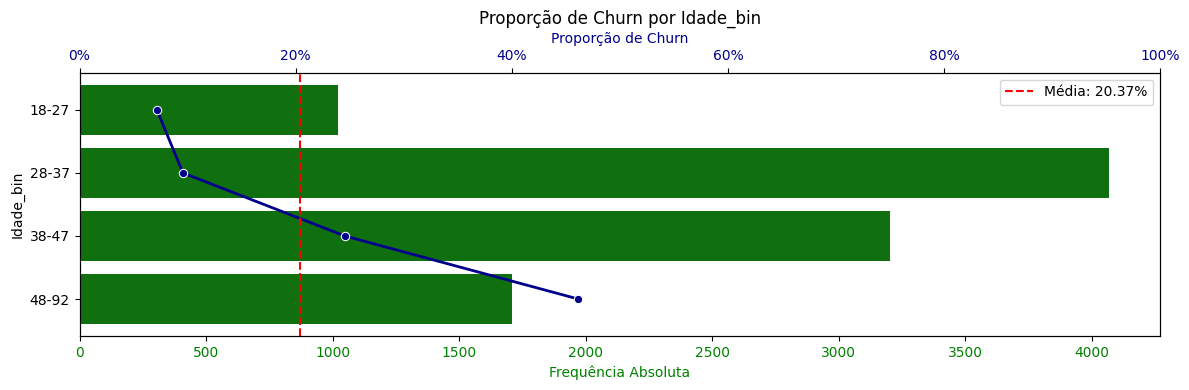 Proporção de Churn por Idade_bin
Proporção de Churn
0% 20% 40% 60% 80% 100%
Média: 20.37%
Idade_bin
18-27
28-37
38-47
48-92
0 500 1000 1500 2000 2500 3000 3500 4000
Frequência Absoluta